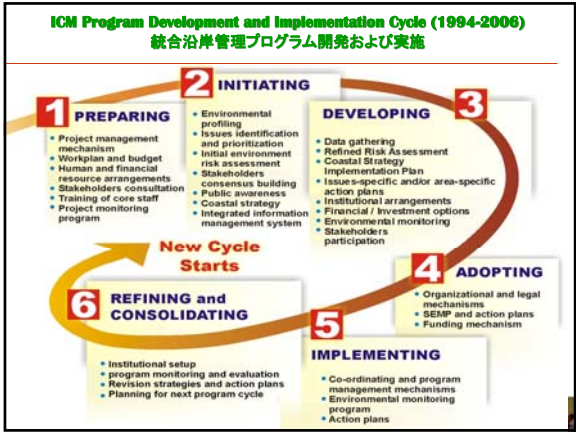 ICM Program Development and Implementation Cycle (1994-2006)
統合沿岸管理プログラム開発および実施
1 PREPARING
• Project management
mechanism
• Workplan and budget
• Human and financial
resource arrangements
• Stakeholders consultation
• Training of core staff
• Project monitoring
program
2 INITIATING
• Environmental
profiling
• Issues identification
and prioritization
• Initial environment
risk assessment
• Stakeholders
consensus building
• Public awareness
• Coastal strategy
• Integrated information
management system
3
DEVELOPING
• Data gathering
• Refined Risk Assessment
• Coastal Strategy
Implementation Plan
• Issues-specific and/or area-specific
action plans
• Institutional arrangements
• Financial / Investment options
• Environmental monitoring
• Stakeholders
participation
4 ADOPTING
• Organizational and legal
mechanisms
• SEMP and action plans
• Funding mechanism
5
IMPLEMENTING
• Co-ordinating and program
management mechanisms
• Environmental monitoring
program
• Action plans
6 REFINING and
CONSOLIDATING
• Institutional setup
• program monitoring and evaluation
• Revision strategies and action plans
• Planning for next program cycle
New Cycle
Starts